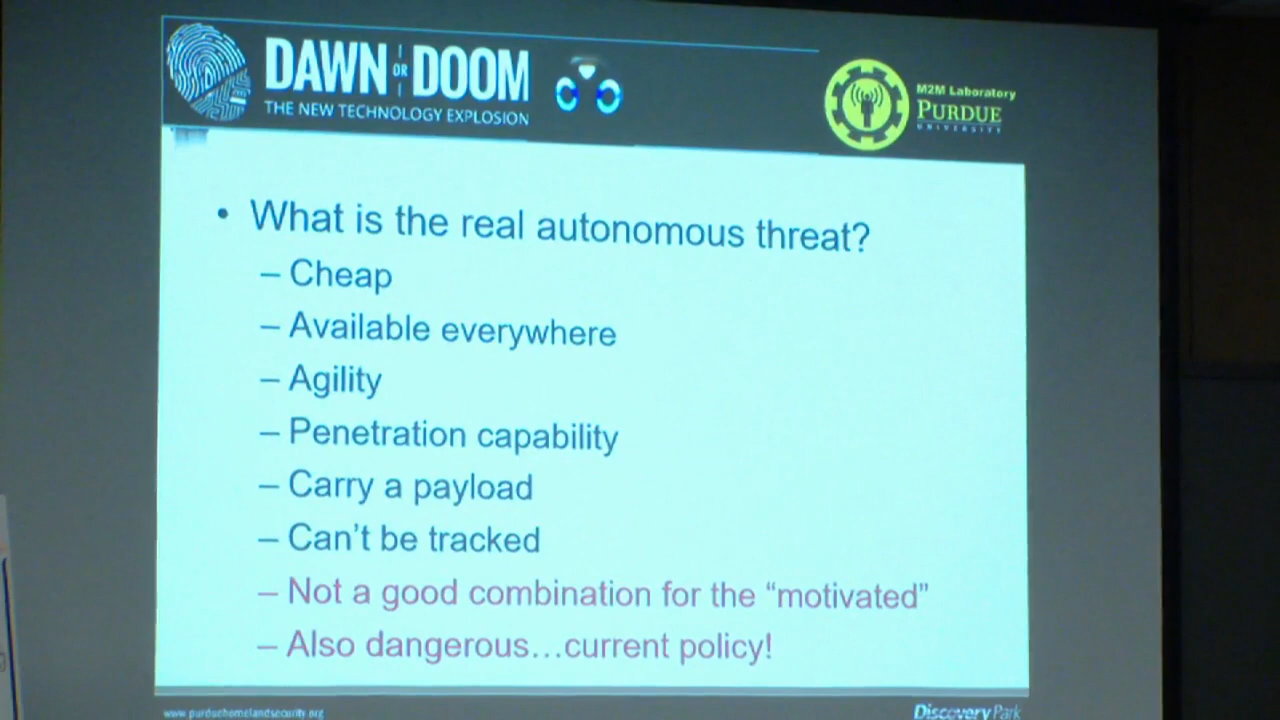 DAWN OR DOOM
THE NEW TECHNOLOGY EXPLOSION
M2M Laboratory
PURDUE
UNIVERSITY
• What is the real autonomous threat?
– Cheap
– Available everywhere
– Agility
– Penetration capability
– Carry a payload
– Can't be tracked
– Not a good combination for the “motivated”
– Also dangerous…current policy!
www.purduehomelandsecurity.org
Discovery Park